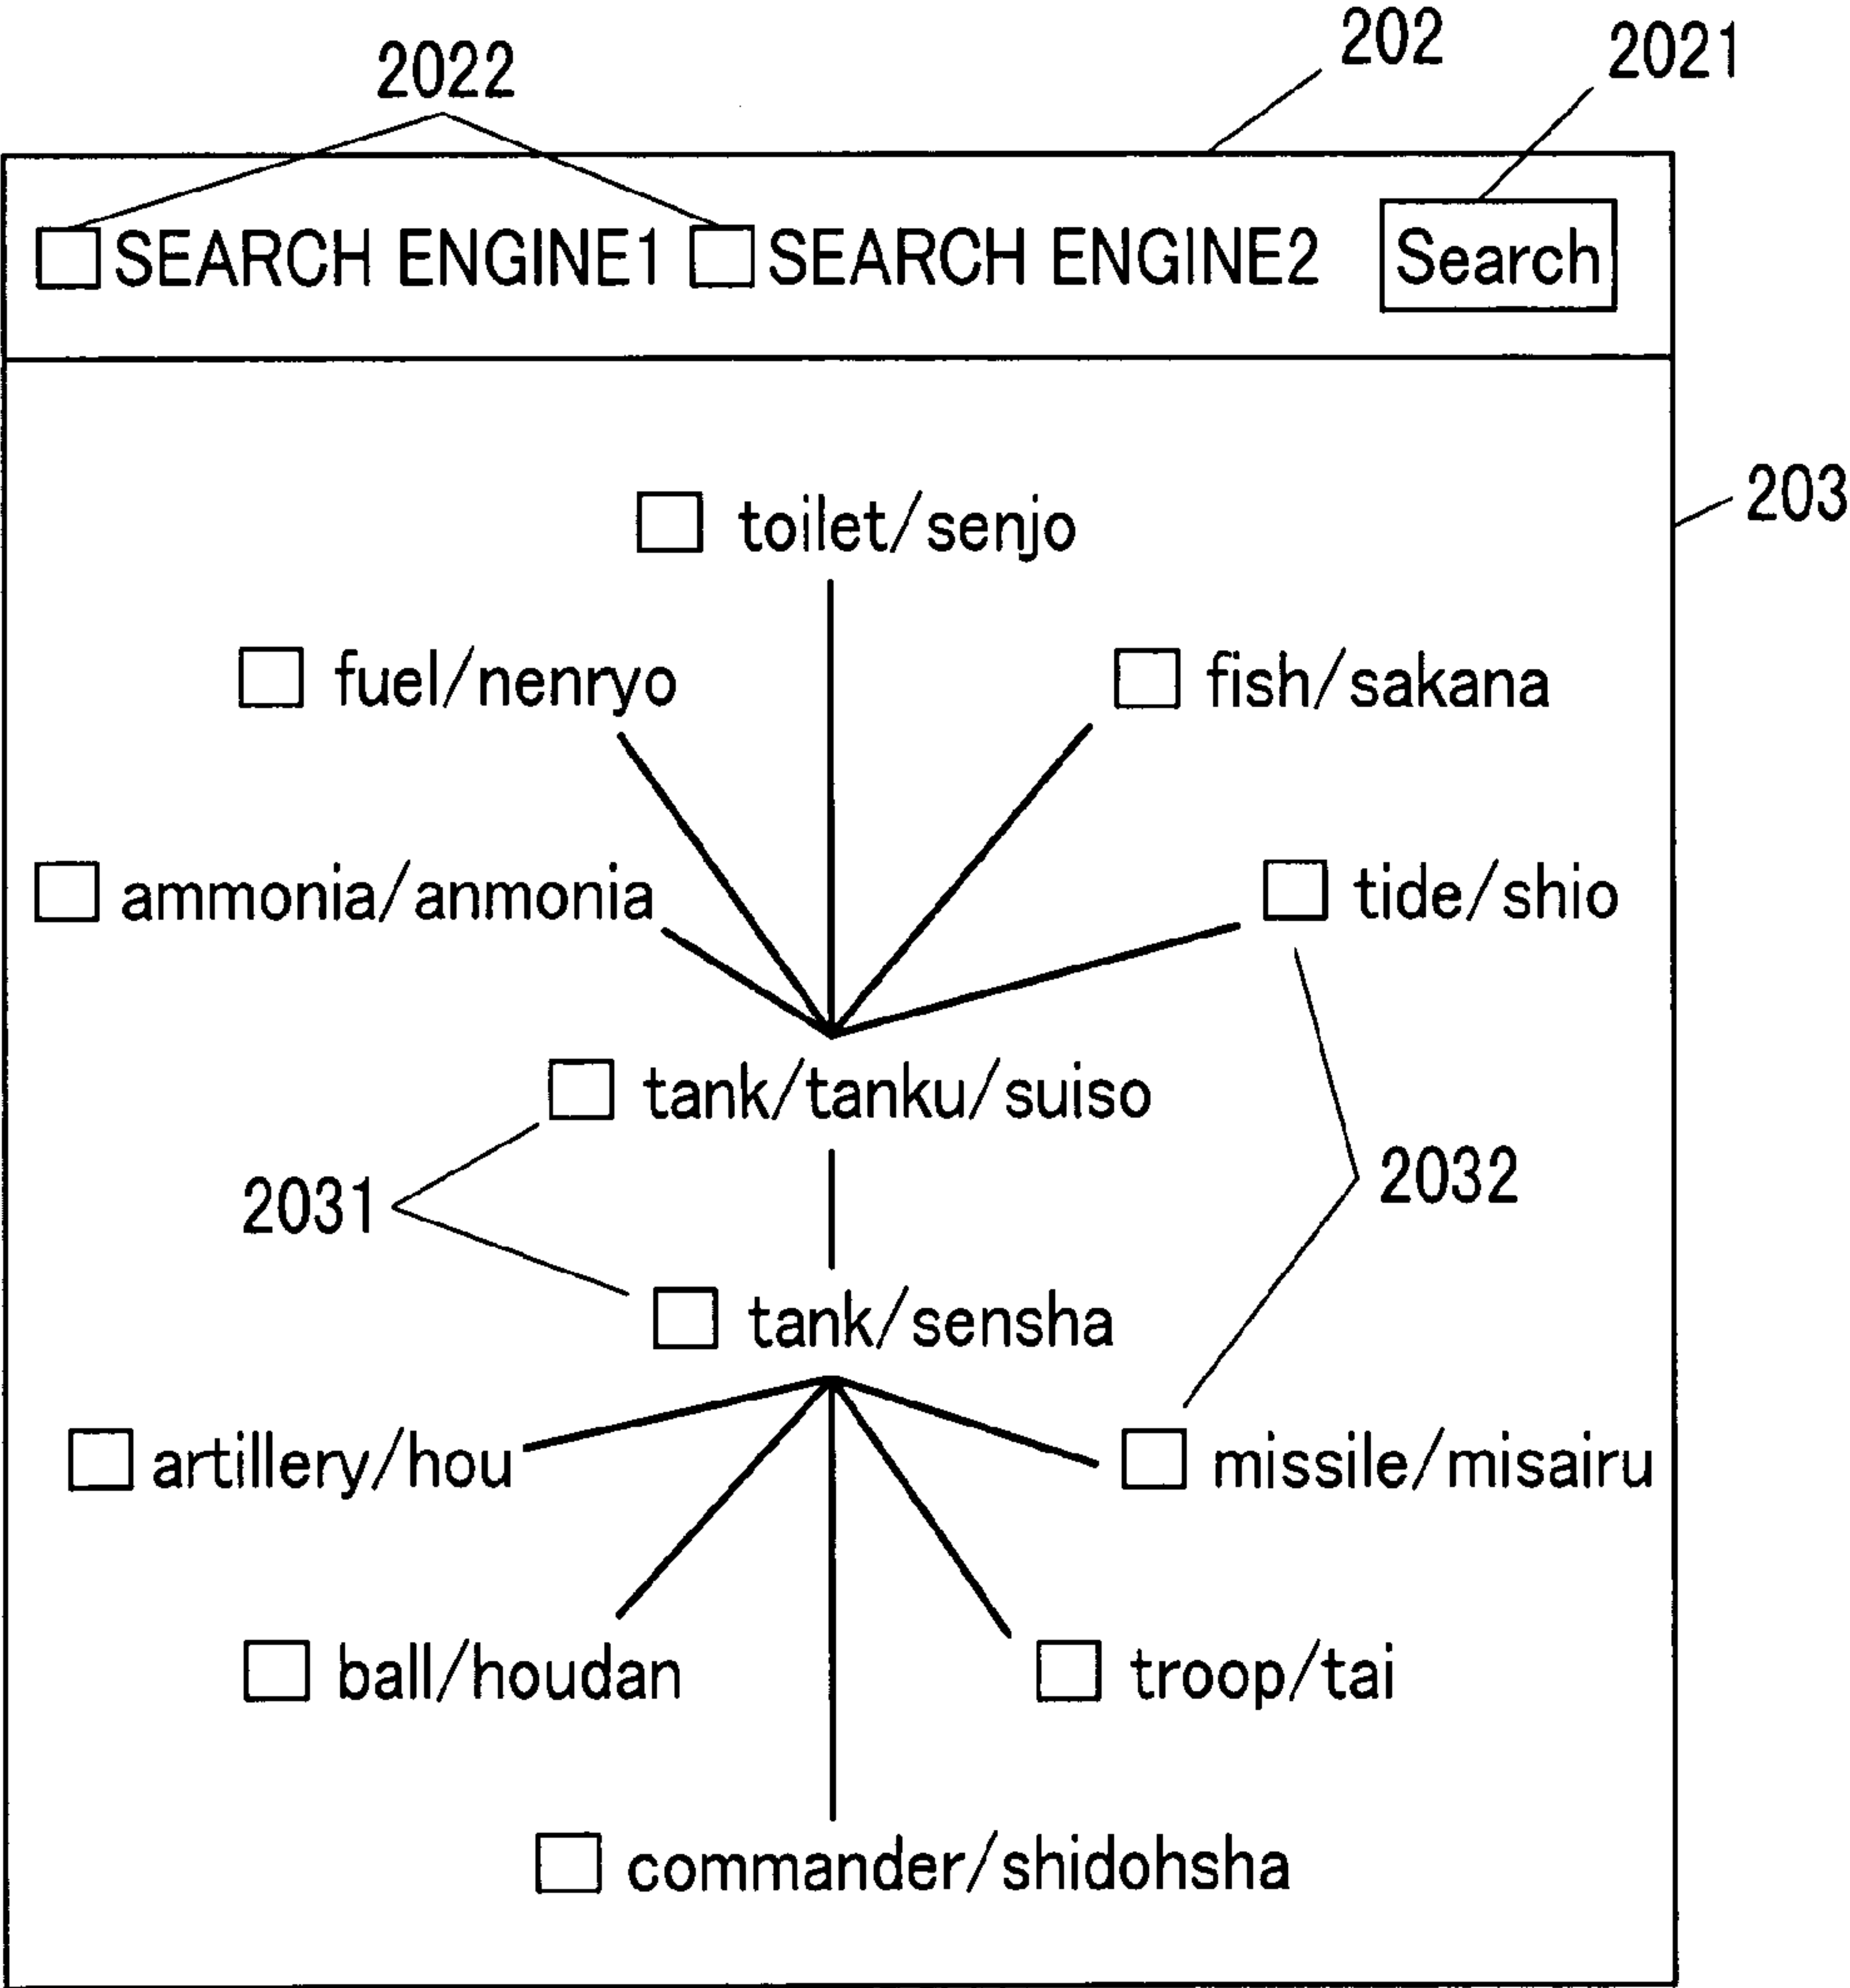 202
2021
2022
SEARCH ENGINE1 SEARCH ENGINE2 Search
203
toilet/senjo
fuel/nenryo
fish/sakana
ammonia/anmonia
tide/shio
tank/tanku/suiso
2031
2032
tank/sensha
artillery/hou
missile/misairu
ball/houdan
troop/tai
commander/shidohsha